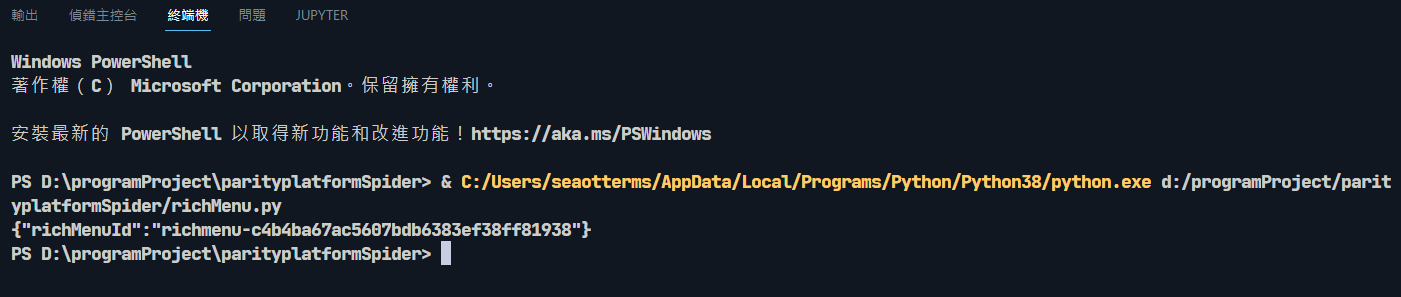 輸出 偵錯主控台 終端機 問題 JUPYTER
Windows PowerShell
著作權（C） Microsoft Corporation。保留擁有權利。
安裝最新的 PowerShell 以取得新功能和改進功能！https://aka.ms/PSWindows
PS D:\programProject\parityplatformSpider> & C:/Users/seaotterms/AppData/Local/Programs/Python/Python38/python.exe d:/programProject/parit
yplatformSpider/richMenu.py
{"richMenuId":"richmenu-c4b4ba67ac5607bdb6383ef38ff81938"}
PS D:\programProject\parityplatformSpider>